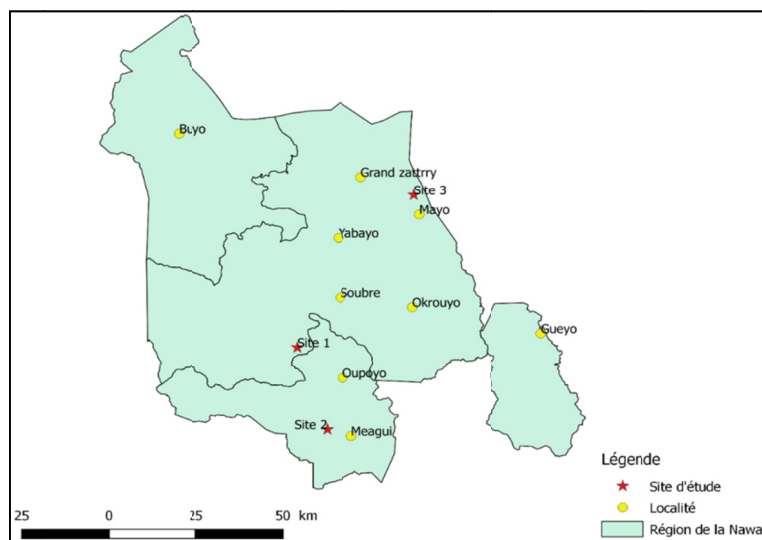 Buyo
Grand zattrry
Site 3
Mayo
Yabayo
Soubre
Okrouyo
Gueyo
Site 1
Oupoyo
Site 2
Meagui
Légende
Site d'étude
Localité
Région de la Nawa
25 0 25 50 km